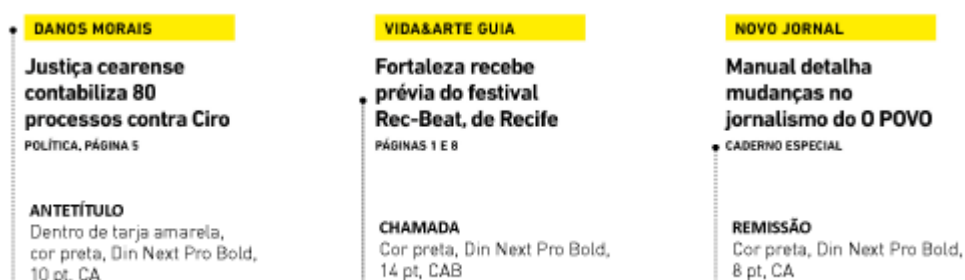 DANOS MORAIS
Justiça cearense
contabiliza 80
processos contra Ciro
POLÍTICA, PÁGINA 5
ANTETÍTULO
Dentro de tarja amarela,
cor preta, Din Next Pro Bold,
10 pt, CA
VIDA&ARTE GUIA
Fortaleza recebe
prévia do festival
Rec-Beat, de Recife
PÁGINAS 1 E 8
CHAMADA
Cor preta, Din Next Pro Bold,
14 pt, CAB
NOVO JORNAL
Manual detalha
mudanças no
jornalismo do O POVO
CADERNO ESPECIAL
REMISSÃO
Cor preta, Din Next Pro Bold,
8 pt, CA